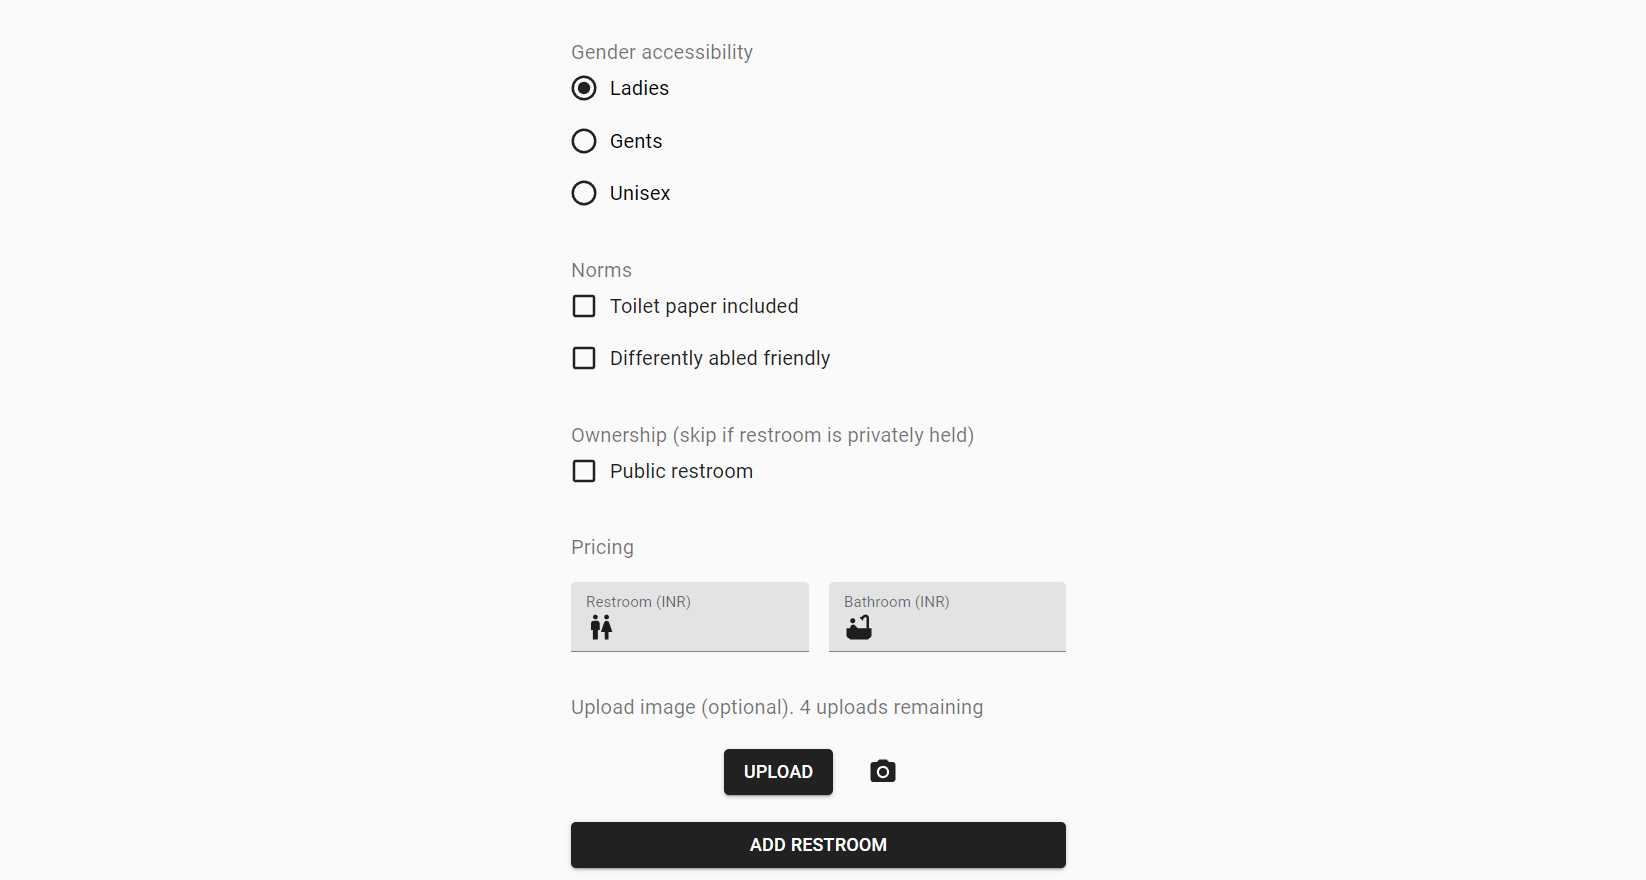 Gender accessibility
Ladies
Gents
Unisex
Norms
Toilet paper included
Differently abled friendly
Ownership (skip if restroom is privately held)
Public restroom
Pricing
Restroom (INR)
Bathroom (INR)
Upload image (optional). 4 uploads remaining
UPLOAD
ADD RESTROOM